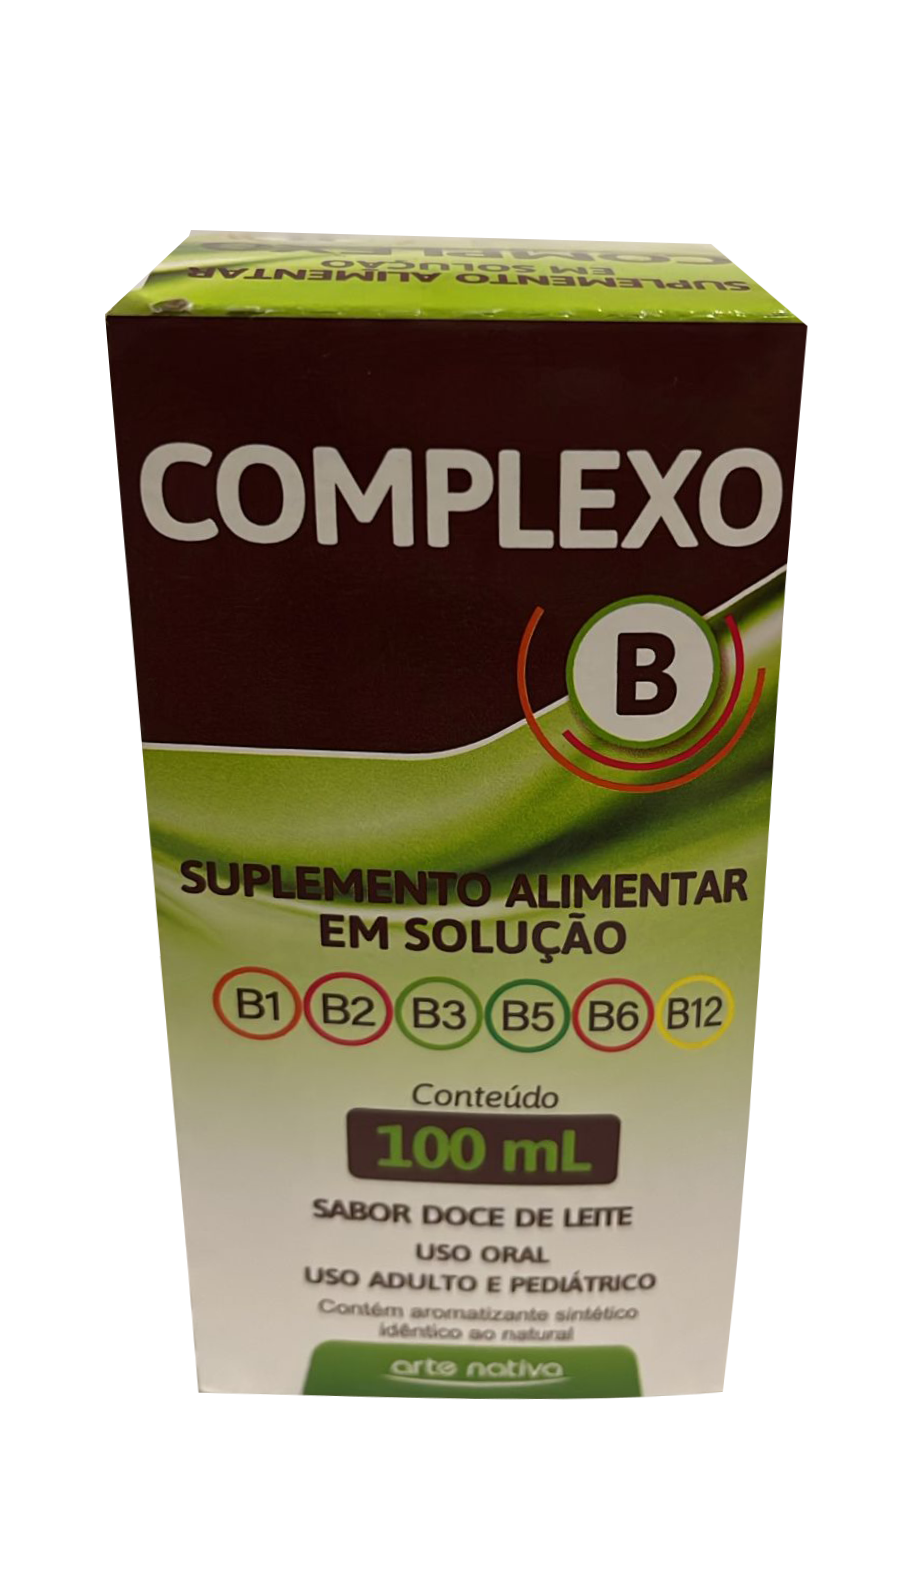 SUPLEMENTO ALIMENTAR
EM SOLUÇÃO
COMPLEXO
COMPLEXO
B
SUPLEMENTO ALIMENTAR
EM SOLUÇÃO
B1 B2 B3 B5 B6 B12
Conteúdo
100 mL
SABOR DOCE DE LEITE
USO ORAL
USO ADULTO E PEDIÁTRICO
Contém aromatizante sintético
idêntico ao natural
arte nativa